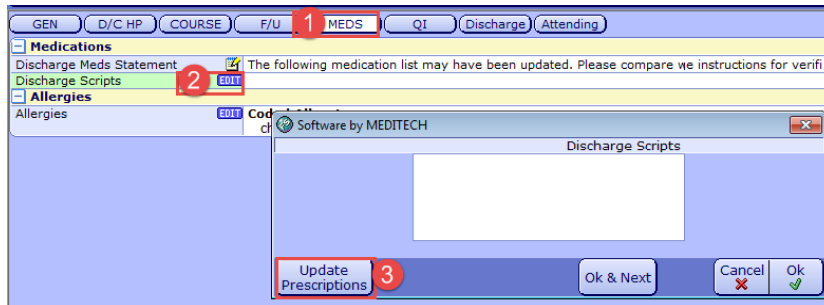 GEN D/C HP COURSE F/U 1 MEDS QI Discharge Attending
Medications
Discharge Meds Statement The following medication list may have been updated. Please compare we instructions for verifi
Discharge Scripts 2 EDIT
Allergies
Allergies EDIT
Software by MEDITECH
Discharge Scripts
Update
Prescriptions 3
Ok & Next
Cancel Ok